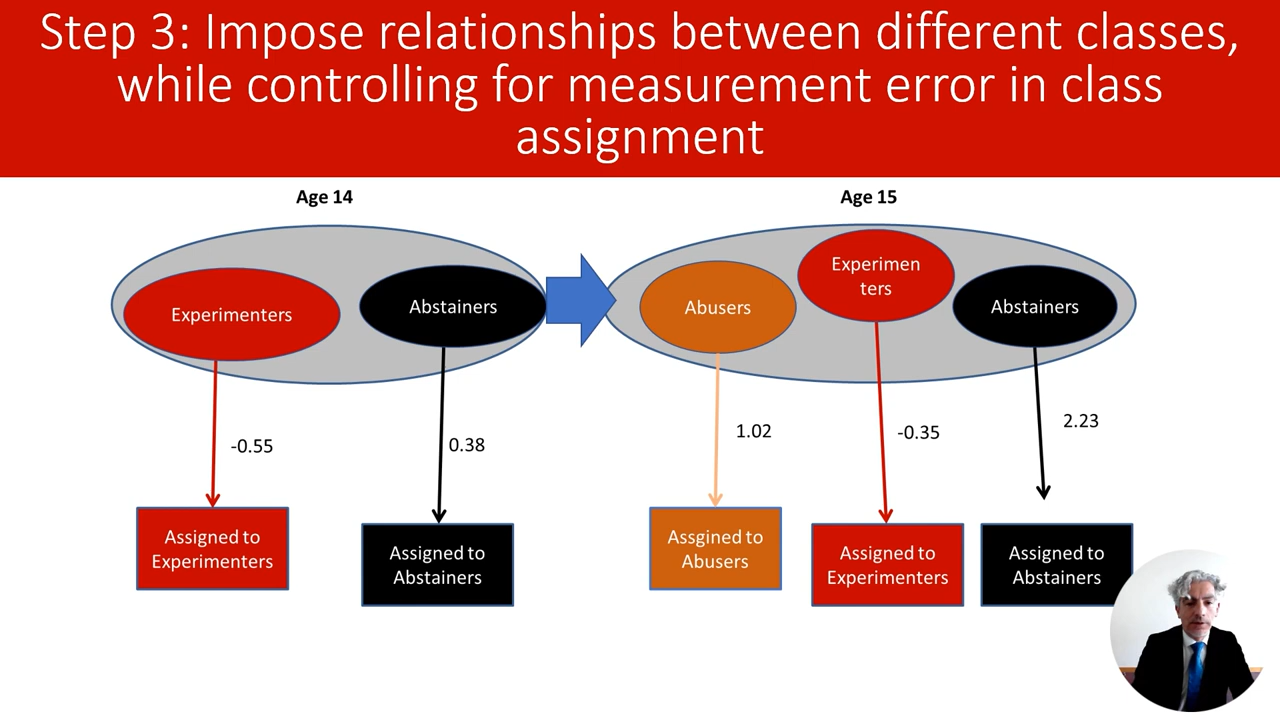 Step 3: Impose relationships between different classes,
while controlling for measurement error in class
assignment
Age 14
Age 15
Experimenters
Abstainers
Abusers
Experimen
ters
Abstainers
-0.55
0.38
1.02
-0.35
2.23
Assigned to
Experimenters
Assigned to
Abstainers
Assgined to
Abusers
Assigned to
Experimenters
Assigned to
Abstainers